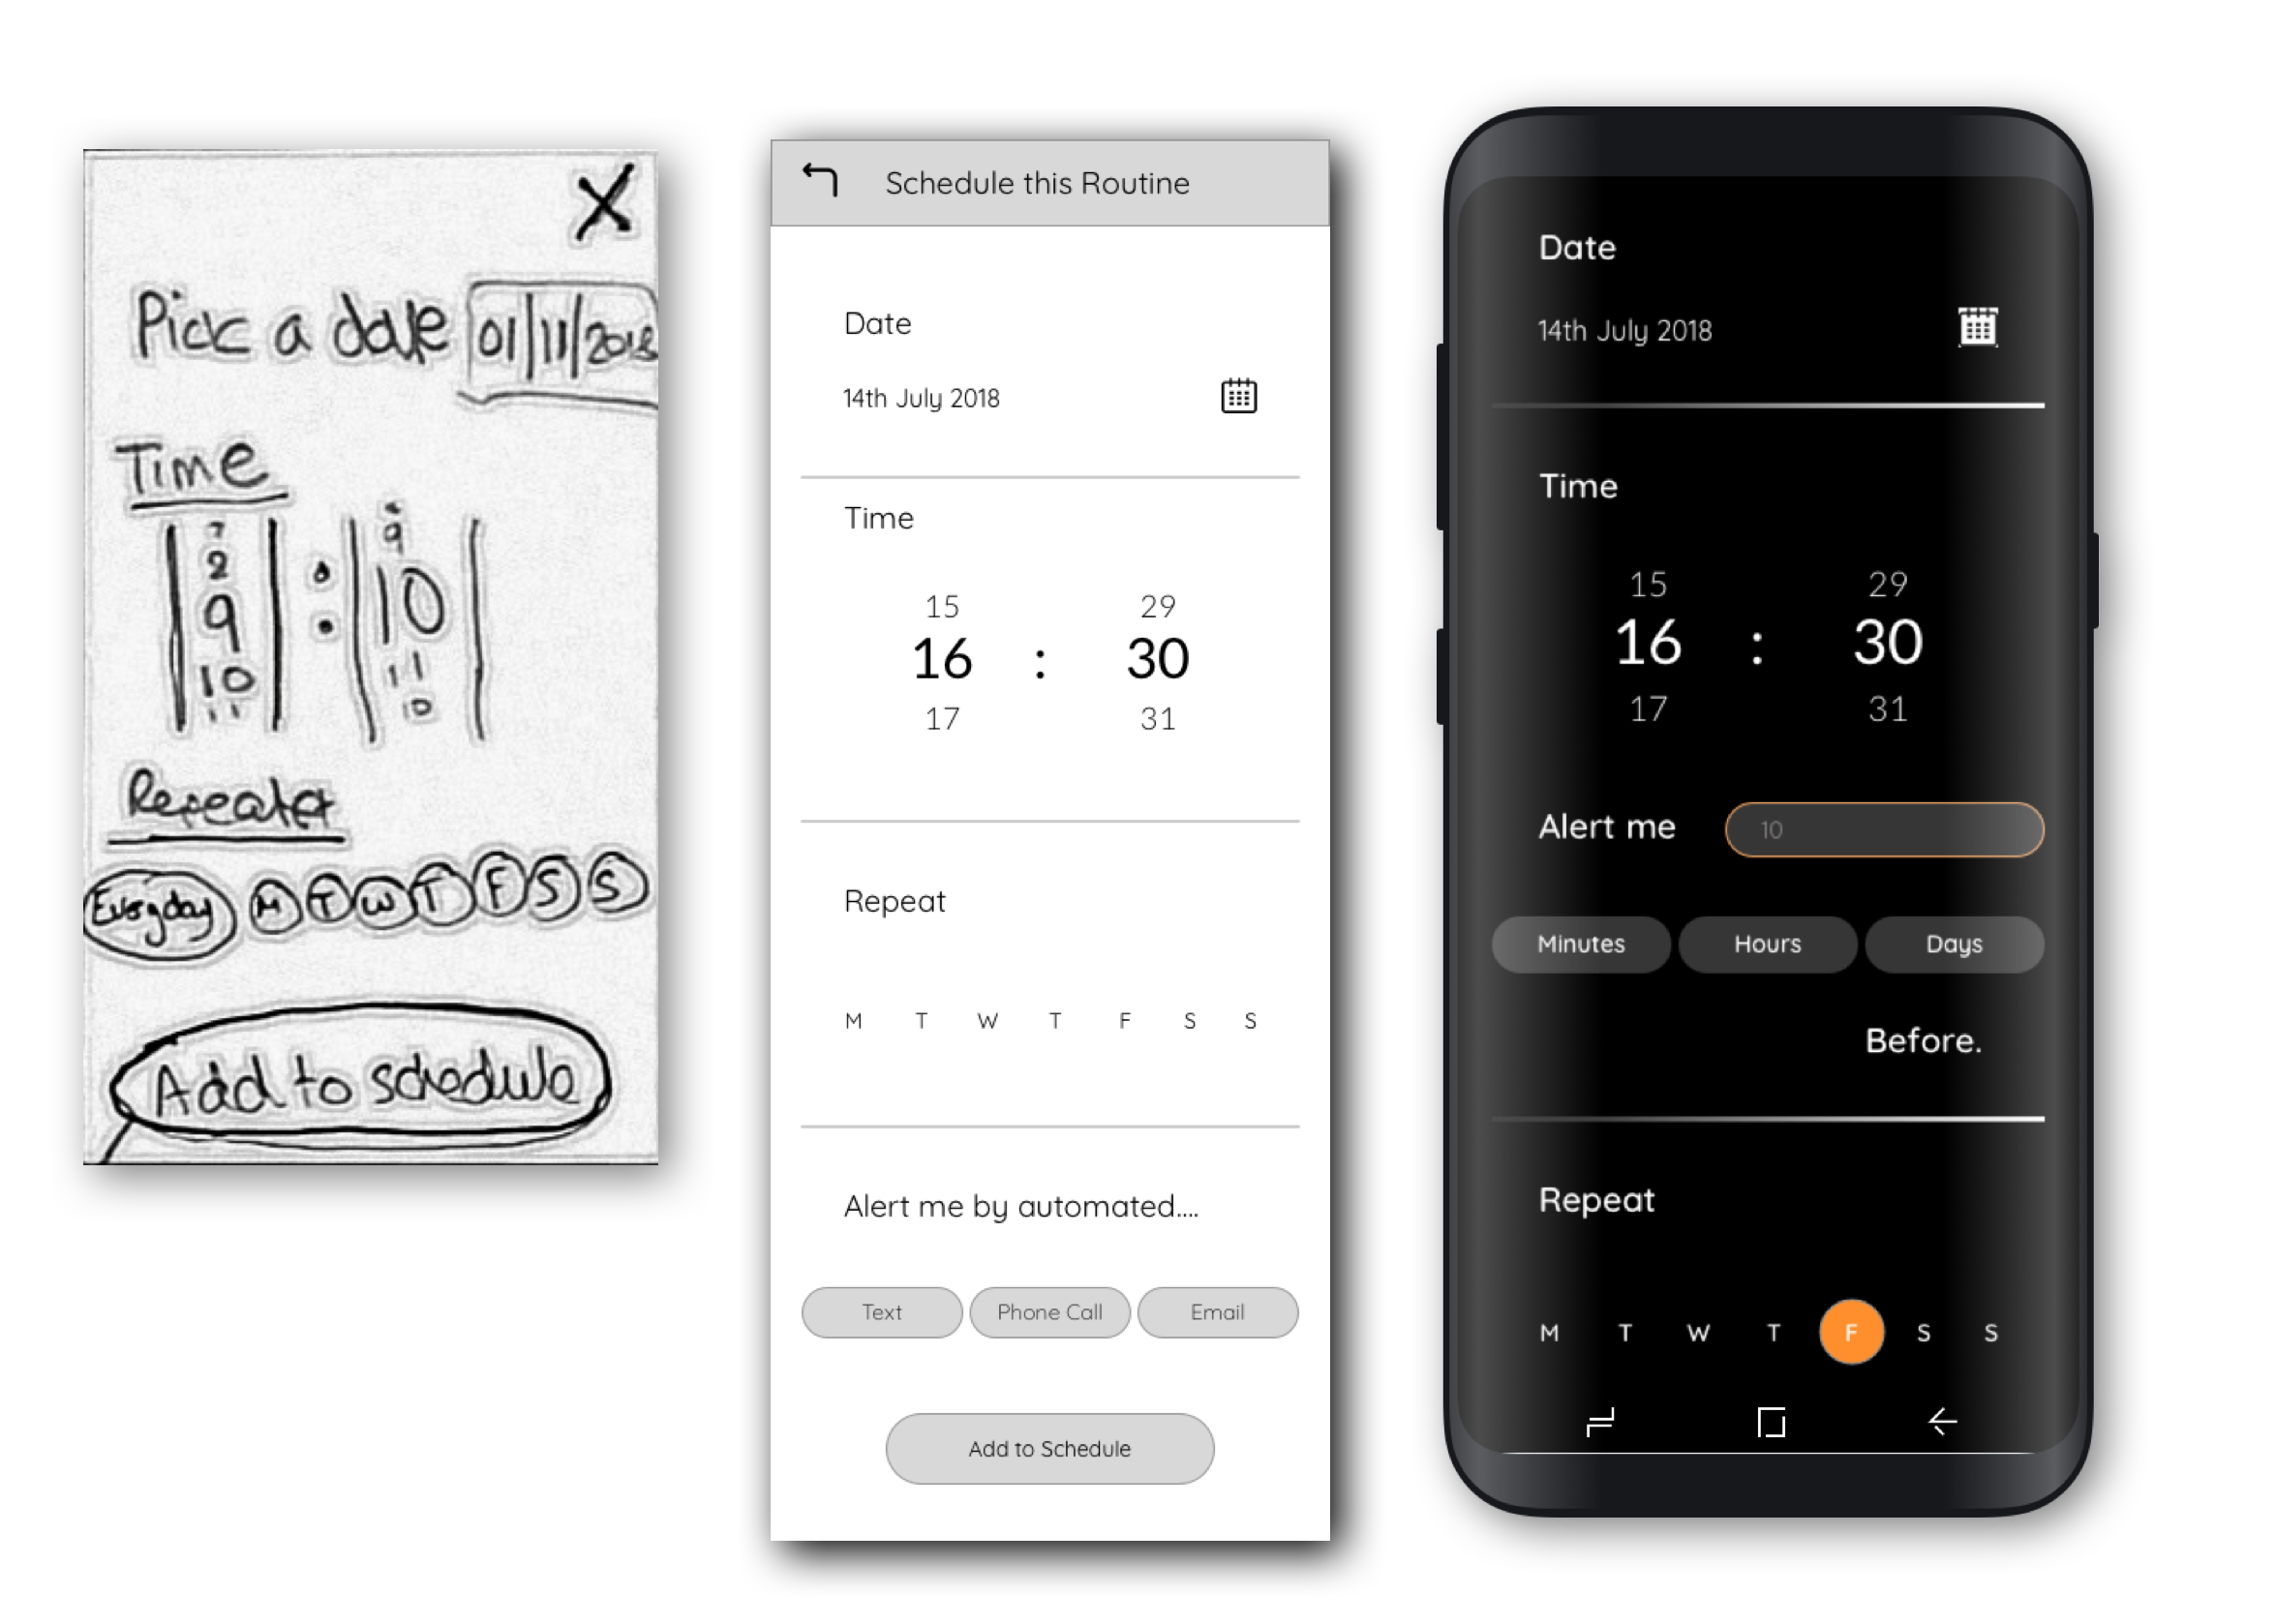 X
Pick a date 01/11/2018
Time
7
2
9
10
11
:
9
10
11
10
Repeater
Everyday M T W T F S S
Add to schedule
Schedule this Routine
Date
14th July 2018
Time
15 29
16 : 30
17 31
Repeat
M T W T F S S
Alert me by automated....
Text Phone Call Email
Add to Schedule
Date
14th July 2018
Time
15 29
16 : 30
17 31
Alert me 10
Minutes Hours Days
Before.
Repeat
M T W T F S S